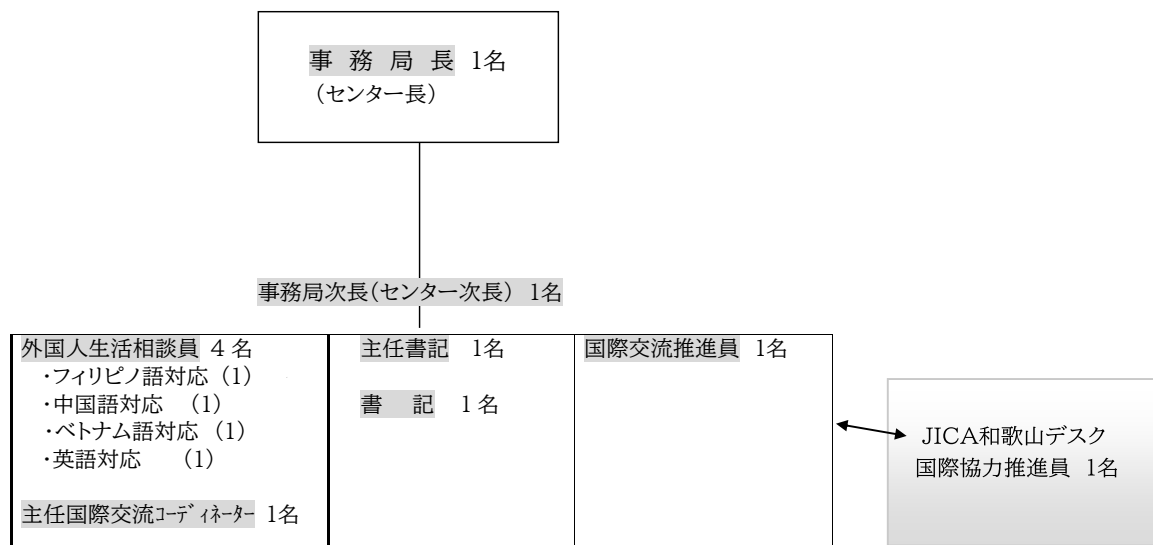 事 務 局 長 1名
（センター長）
事務局次長（センター次長） 1名
外国人生活相談員 4 名
・フィリピノ語対応 （1）
・中国語対応 （1）
・ベトナム語対応 （1）
・英語対応 （1）
主任国際交流ｺｰﾃﾞｨﾈｰﾀｰ 1名
主任書記 1名
書 記 1 名
国際交流推進員 1名
JICA和歌山デスク
国際協力推進員 1名